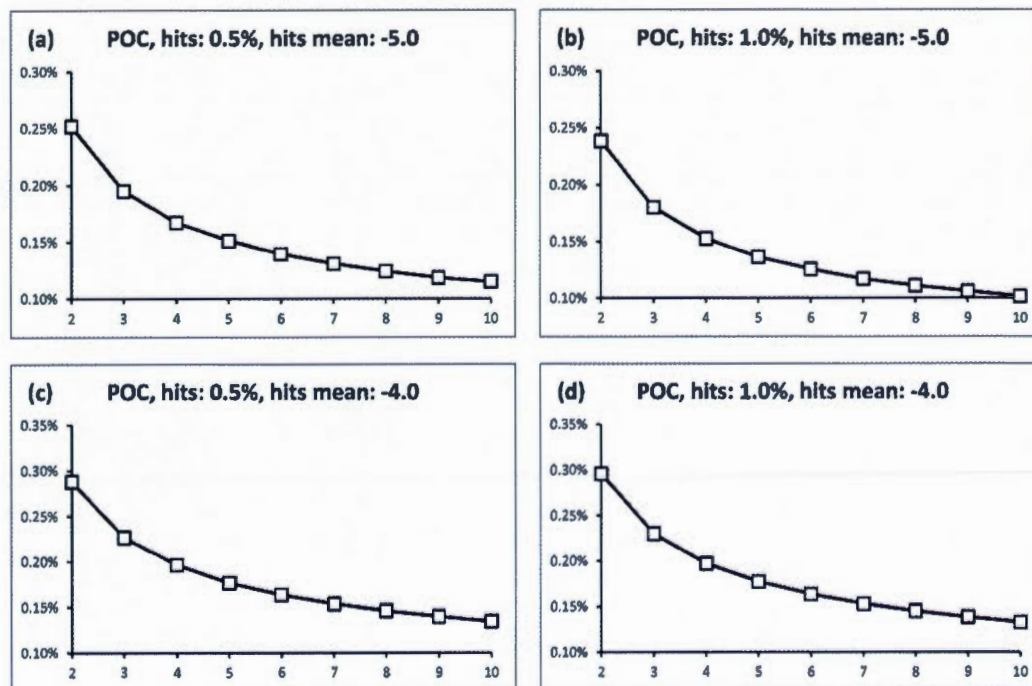 (a) POC, hits: 0.5%, hits mean: -5.0
0.30%
0.25%
0.20%
0.15%
0.10%
2 3 4 5 6 7 8 9 10
(b) POC, hits: 1.0%, hits mean: -5.0
0.30%
0.25%
0.20%
0.15%
0.10%
2 3 4 5 6 7 8 9 10
(c) POC, hits: 0.5%, hits mean: -4.0
0.35%
0.30%
0.25%
0.20%
0.15%
0.10%
2 3 4 5 6 7 8 9 10
(d) POC, hits: 1.0%, hits mean: -4.0
0.35%
0.30%
0.25%
0.20%
0.15%
0.10%
2 3 4 5 6 7 8 9 10